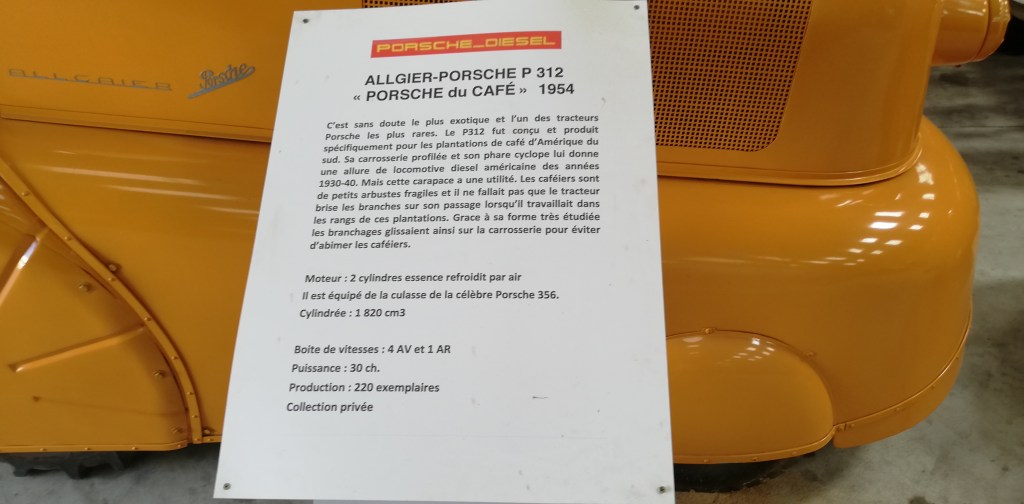 ALLGAIER Porsche
PORSCHE_DIESEL
ALLGIER-PORSCHE P 312
« PORSCHE du CAFÉ » 1954
C'est sans doute le plus exotique et l'un des tracteurs
Porsche les plus rares. Le P312 fut conçu et produit
spécifiquement pour les plantations de café d'Amérique du
sud. Sa carrosserie profilée et son phare cyclope lui donne
une allure de locomotive diesel américaine des années
1930-40. Mais cette carapace a une utilité. Les caféiers sont
de petits arbustes fragiles et il ne fallait pas que le tracteur
brise les branches sur son passage lorsqu'il travaillait dans
les rangs de ces plantations. Grace à sa forme très étudiée
les branchages glissaient ainsi sur la carrosserie pour éviter
d'abimer les caféiers.
Moteur : 2 cylindres essence refroidit par air
Il est équipé de la culasse de la célèbre Porsche 356.
Cylindrée : 1 820 cm3
Boite de vitesses : 4 AV et 1 AR
Puissance : 30 ch.
Production : 220 exemplaires
Collection privée